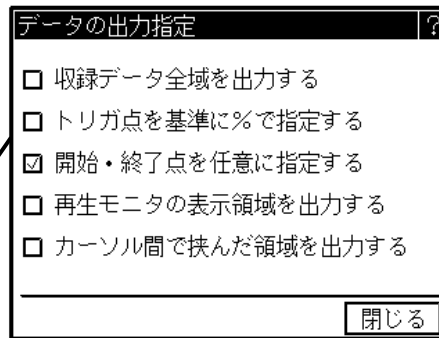 データの出力指定 ?
収録データ全域を出力する
トリガ点を基準に%で指定する
開始・終了点を任意に指定する
再生モニタの表示領域を出力する
カーソル間で挟んだ領域を出力する
閉じる